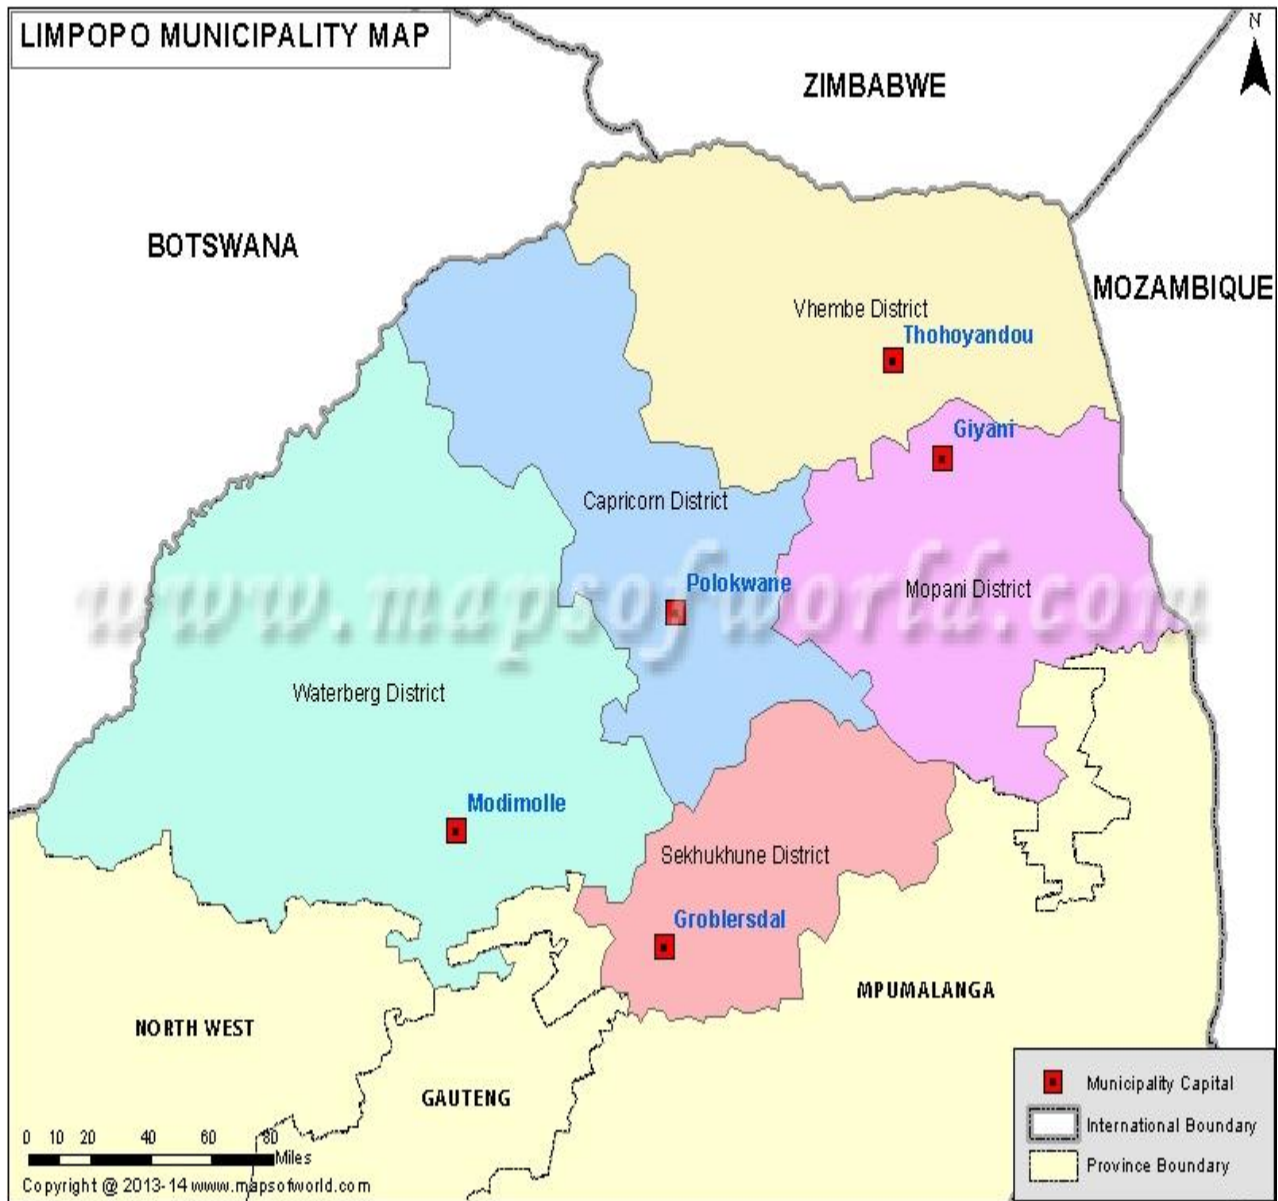 LIMPOPO MUNICIPALITY MAP
N
ZIMBABWE
BOTSWANA
MOZAMBIQUE
Vhembe District
Thohoyandou
Giyani
Capricorn District
Polokwane
Mopani District
www.mapsofworld.com
Waterberg District
Modimolle
Sekhukhune District
Groblersdal
MPUMALANGA
NORTH WEST
GAUTENG
Municipality Capital
International Boundary
Province Boundary
0 10 20 40 60 80
Miles
Copyright @ 2013-14 www.mapsofworld.com